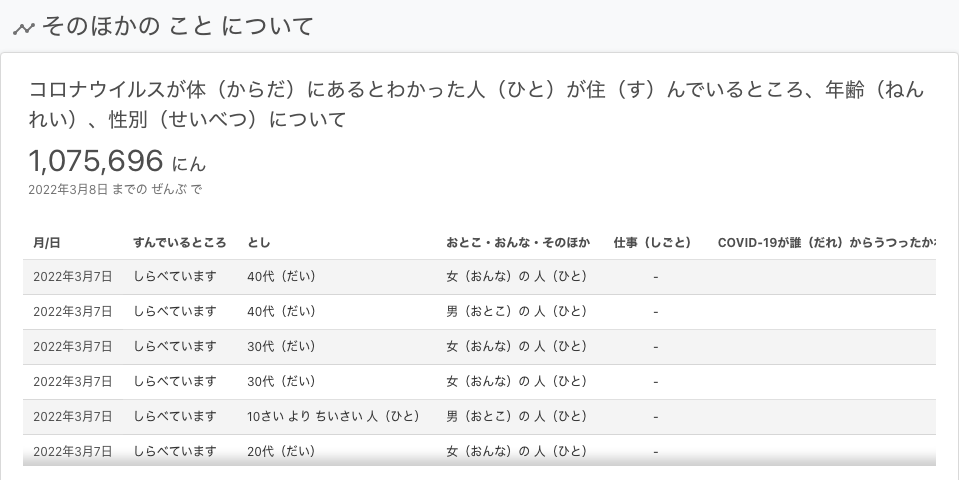 そのほかの こと について
コロナウイルスが体（からだ）にあるとわかった人（ひと）が住（す）んでいるところ、年齢（ねん
れい）、性別（せいべつ）について
1,075,696 にん
2022年3月8日 までの ぜんぶ で
月/日 すんでいるところ とし おとこ・おんな・そのほか 仕事（しごと） COVID-19が誰（だれ）からうつったか
2022年3月7日 しらべています 40代（だい） 女（おんな）の 人（ひと） -
2022年3月7日 しらべています 40代（だい） 男（おとこ）の 人（ひと） -
2022年3月7日 しらべています 30代（だい） 女（おんな）の 人（ひと） -
2022年3月7日 しらべています 30代（だい） 女（おんな）の 人（ひと） -
2022年3月7日 しらべています 10さい より ちいさい 人（ひと） 男（おとこ）の 人（ひと） -
2022年3月7日 しらべています 20代（だい） 女（おんな）の 人（ひと） -